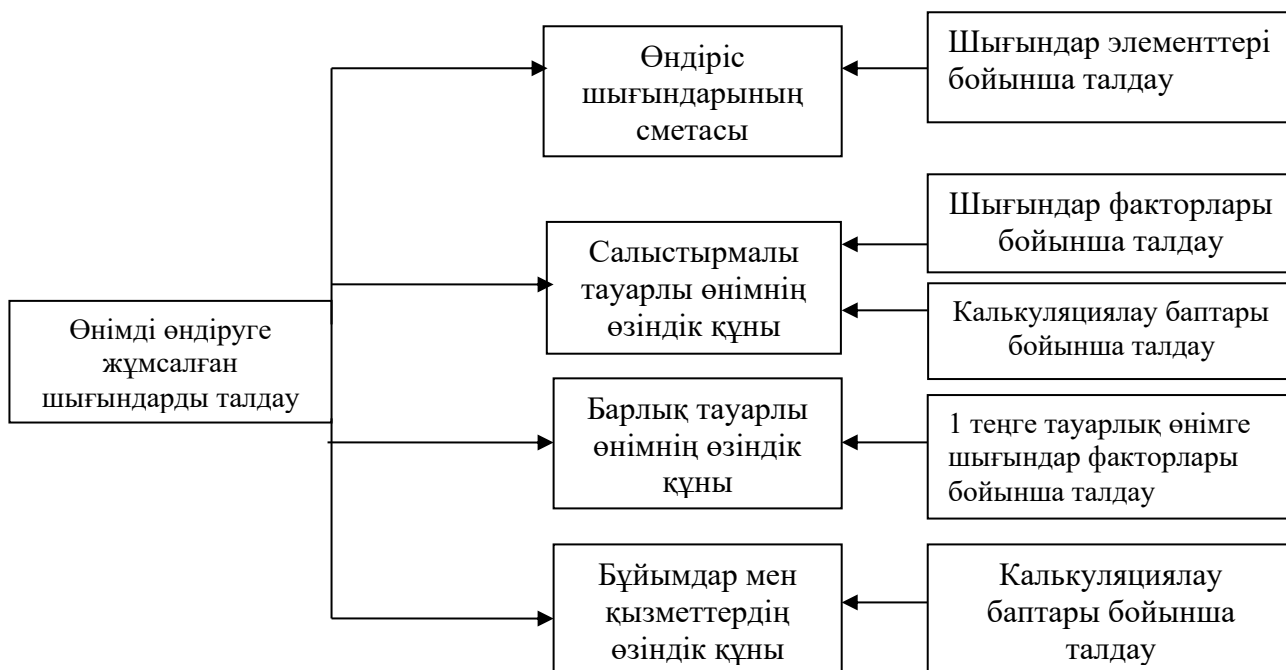 Өндіріс
шығындарының
сметасы
Шығындар элементтері
бойынша талдау
Салыстырмалы
тауарлы өнімнің
өзіндік құны
Шығындар факторлары
бойынша талдау
Калькуляциялау баптары
бойынша талдау
Өнімді өндіруге
жұмсалған
шығындарды талдау
Барлық тауарлы
өнімнің өзіндік
құны
1 теңге тауарлық өнімге
шығындар факторлары
бойынша талдау
Бұйымдар мен
қызметтердің
өзіндік құны
Калькуляциялау
баптары бойынша
талдау